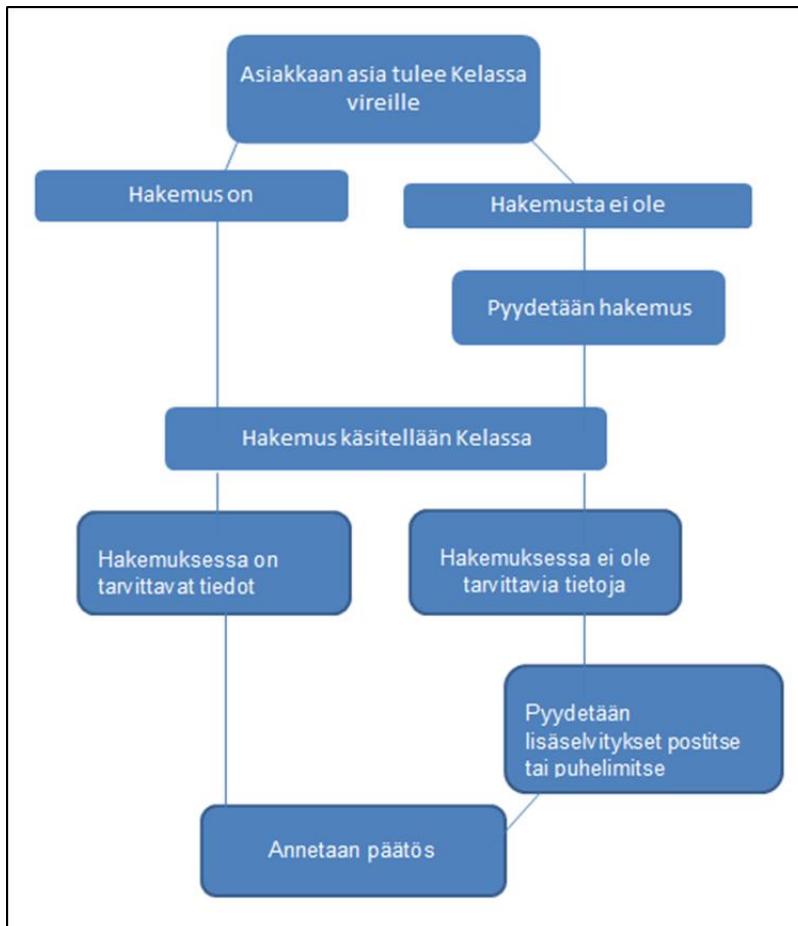 Asiakkaan asia tulee Kelassa
vireille
Hakemus on
Hakemusta ei ole
Pyydetään hakemus
Hakemus käsitellään Kelassa
Hakemuksessa on
tarvittavat tiedot
Hakemuksessa ei ole
tarvittavia tietoja
Pyydetään
lisäselvitykset postitse
tai puhelimitse
Annetaan päätös